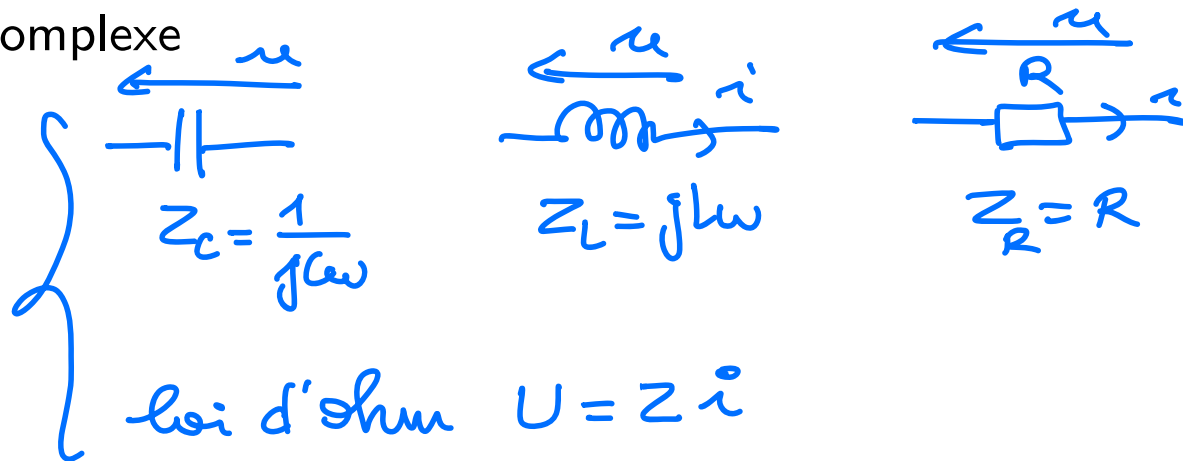 omplexe
u u u
i R i
Z_C = 1/jCω Z_L = jLω Z_R = R
loi d'ohm U = Z i